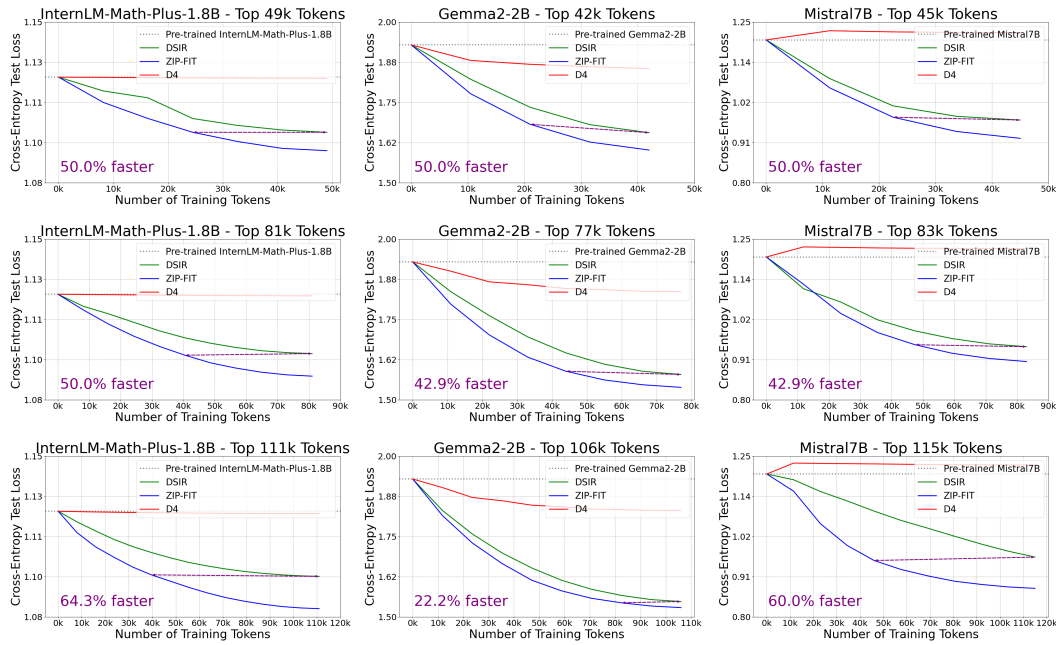 InternLM-Math-Plus-1.8B - Top 49k Tokens
Cross-Entropy Test Loss
1.15
1.13
1.11
1.10
1.08
Pre-trained InternLM-Math-Plus-1.8B
DSIR
ZIP-FIT
D4
50.0% faster
0k 10k 20k 30k 40k 50k
Number of Training Tokens
Gemma2-2B - Top 42k Tokens
Cross-Entropy Test Loss
2.00
1.88
1.75
1.62
1.50
Pre-trained Gemma2-2B
DSIR
ZIP-FIT
D4
50.0% faster
0k 10k 20k 30k 40k 50k
Number of Training Tokens
Mistral7B - Top 45k Tokens
Cross-Entropy Test Loss
1.25
1.14
1.02
0.91
0.80
Pre-trained Mistral7B
DSIR
ZIP-FIT
D4
50.0% faster
0k 10k 20k 30k 40k 50k
Number of Training Tokens
InternLM-Math-Plus-1.8B - Top 81k Tokens
Cross-Entropy Test Loss
1.15
1.13
1.11
1.10
1.08
Pre-trained InternLM-Math-Plus-1.8B
DSIR
ZIP-FIT
D4
50.0% faster
0k 10k 20k 30k 40k 50k 60k 70k 80k 90k
Number of Training Tokens
Gemma2-2B - Top 77k Tokens
Cross-Entropy Test Loss
2.00
1.88
1.75
1.62
1.50
Pre-trained Gemma2-2B
DSIR
ZIP-FIT
D4
42.9% faster
0k 10k 20k 30k 40k 50k 60k 70k 80k
Number of Training Tokens
Mistral7B - Top 83k Tokens
Cross-Entropy Test Loss
1.25
1.14
1.02
0.91
0.80
Pre-trained Mistral7B
DSIR
ZIP-FIT
D4
42.9% faster
0k 10k 20k 30k 40k 50k 60k 70k 80k 90k
Number of Training Tokens
InternLM-Math-Plus-1.8B - Top 111k Tokens
Cross-Entropy Test Loss
1.15
1.13
1.11
1.10
1.08
Pre-trained InternLM-Math-Plus-1.8B
DSIR
ZIP-FIT
D4
64.3% faster
0k 10k 20k 30k 40k 50k 60k 70k 80k 90k 100k 110k 120k
Number of Training Tokens
Gemma2-2B - Top 106k Tokens
Cross-Entropy Test Loss
2.00
1.88
1.75
1.62
1.50
Pre-trained Gemma2-2B
DSIR
ZIP-FIT
D4
22.2% faster
0k 10k 20k 30k 40k 50k 60k 70k 80k 90k 100k 110k
Number of Training Tokens
Mistral7B - Top 115k Tokens
Cross-Entropy Test Loss
1.25
1.14
1.02
0.91
0.80
Pre-trained Mistral7B
DSIR
ZIP-FIT
D4
60.0% faster
0k 10k 20k 30k 40k 50k 60k 70k 80k 90k 100k 110k 120k
Number of Training Tokens